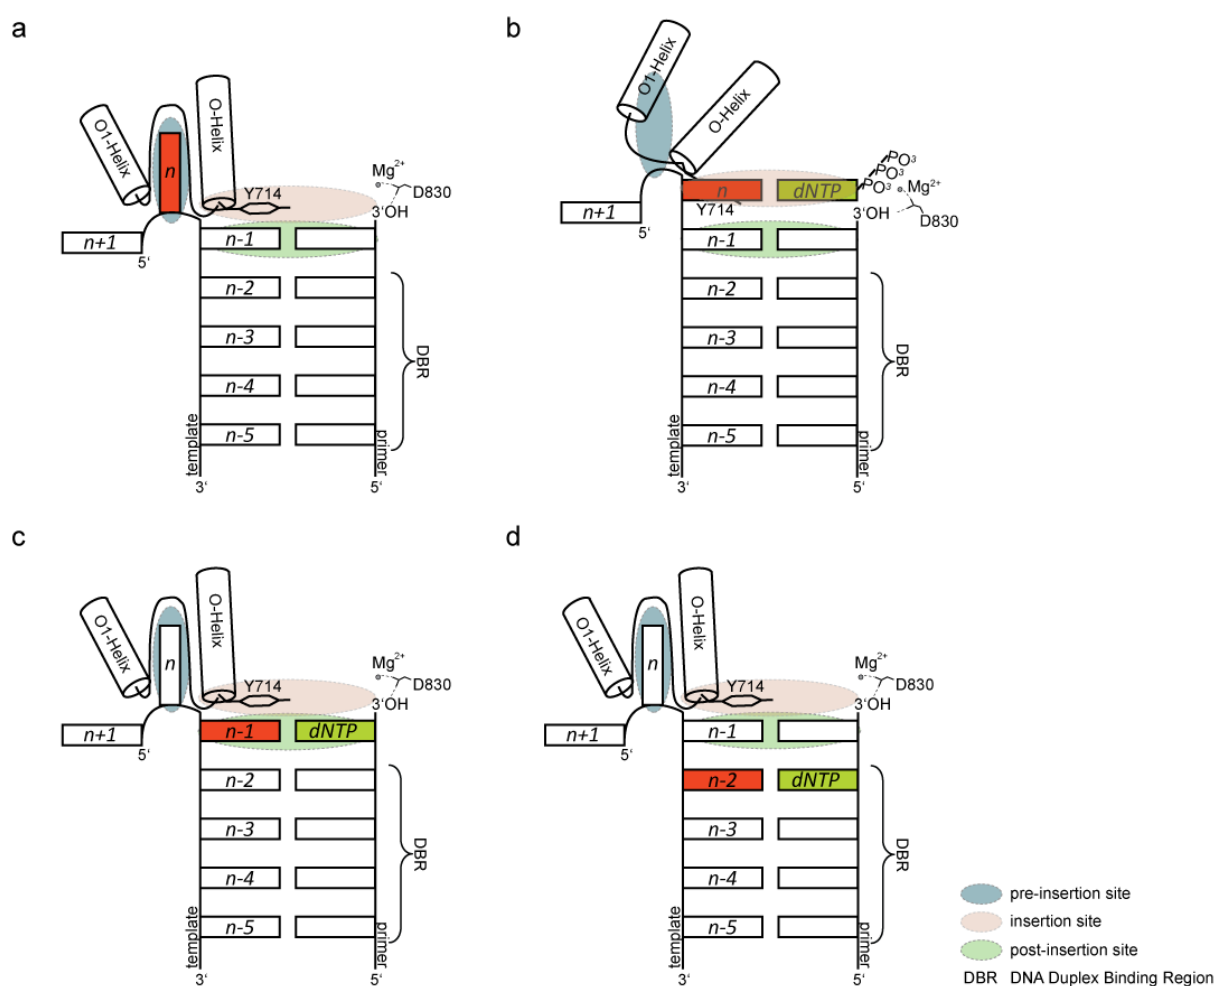 a
O1-Helix
n
O-Helix
Y714
Mg2+
D830
3'OH
n+1
5'
n-1
n-2
n-3
n-4
n-5
DBR
template
primer
3'
5'
b
O1-Helix
O-Helix
PO3
PO3
PO3
n
dNTP
Mg2+
D830
Y714
3'OH
n+1
5'
n-1
n-2
n-3
n-4
n-5
DBR
template
primer
3'
5'
c
O1-Helix
n
O-Helix
Y714
Mg2+
D830
3'OH
n+1
5'
n-1
dNTP
n-2
n-3
n-4
n-5
DBR
template
primer
3'
5'
d
O1-Helix
n
O-Helix
Y714
Mg2+
D830
3'OH
n+1
5'
n-1
n-2
dNTP
n-3
n-4
n-5
DBR
template
primer
3'
5'
pre-insertion site
insertion site
post-insertion site
DBR DNA Duplex Binding Region